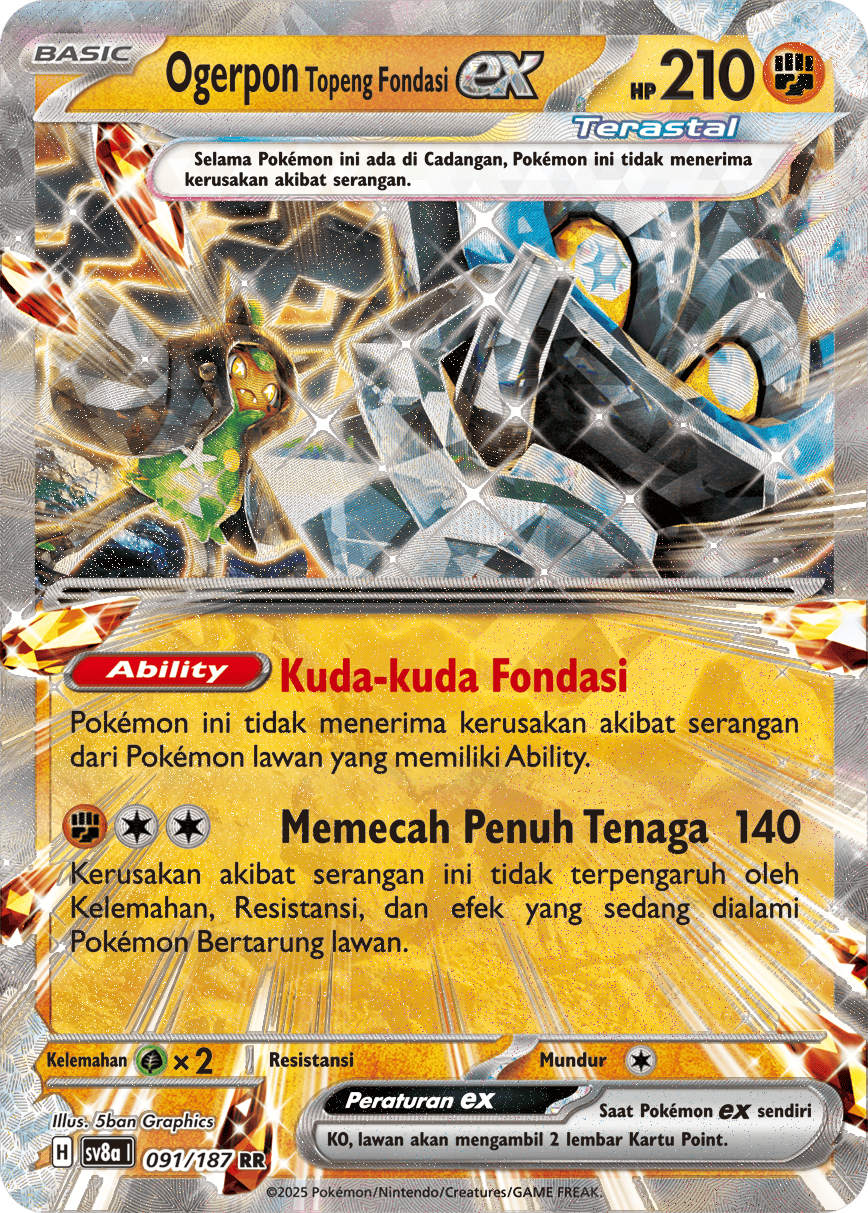 BASIC
Ogerpon Topeng Fondasi ex
HP 210
Terastal
Selama Pokémon ini ada di Cadangan, Pokémon ini tidak menerima
kerusakan akibat serangan.
Ability Kuda-kuda Fondasi
Pokémon ini tidak menerima kerusakan akibat serangan
dari Pokémon lawan yang memiliki Ability.
Memecah Penuh Tenaga 140
Kerusakan akibat serangan ini tidak terpengaruh oleh
Kelemahan, Resistansi, dan efek yang sedang dialami
Pokémon Bertarung lawan.
Kelemahan ×2 Resistansi Mundur
Peraturan ex Saat Pokémon ex sendiri
KO, lawan akan mengambil 2 lembar Kartu Point.
Illus. 5ban Graphics
H sv8a I 091/187 RR
©2025 Pokémon/Nintendo/Creatures/GAME FREAK.